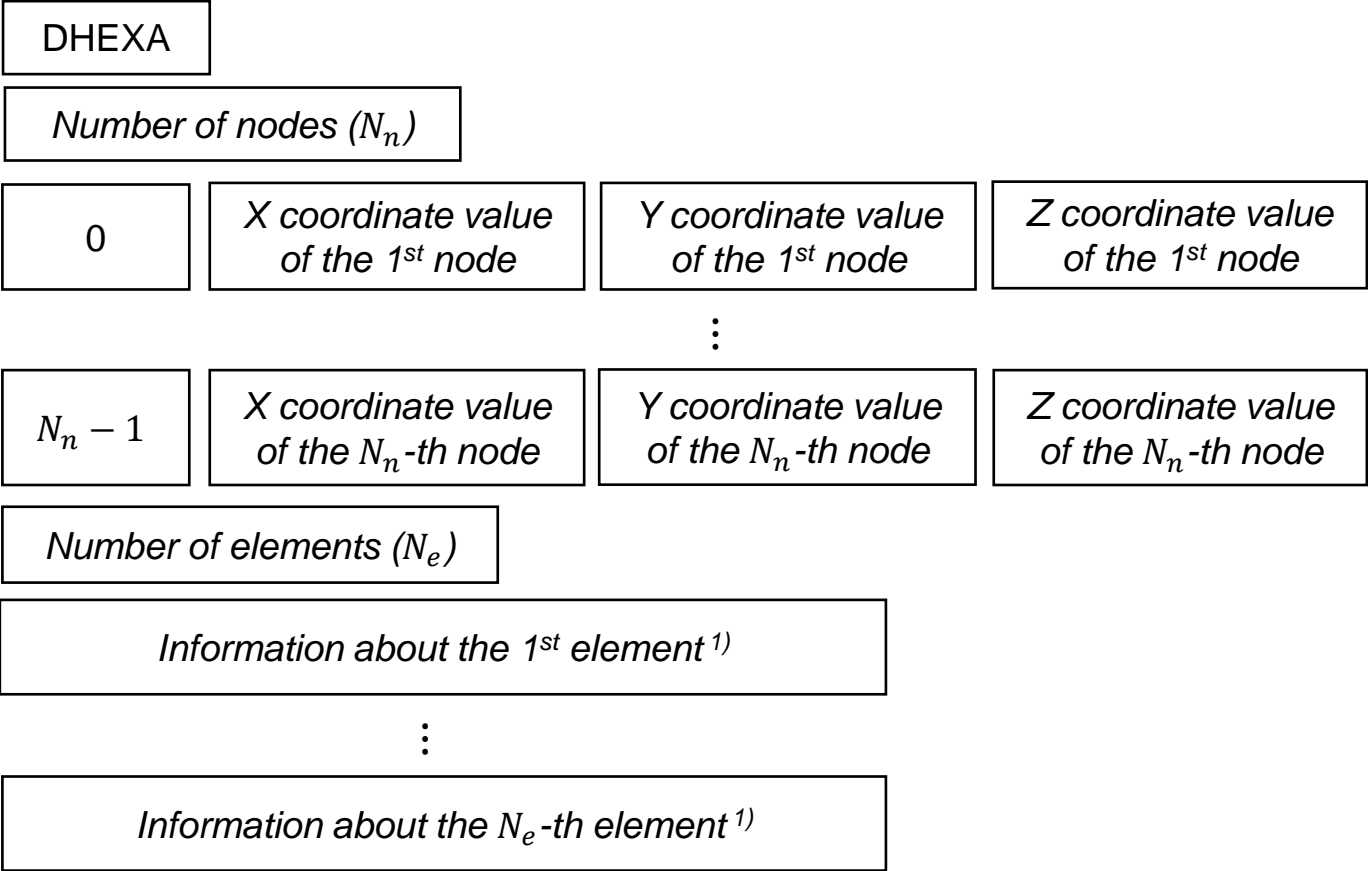 DHEXA
Number of nodes (Nₙ)
0 X coordinate value of the 1ˢᵗ node Y coordinate value of the 1ˢᵗ node Z coordinate value of the 1ˢᵗ node
⋮
Nₙ − 1 X coordinate value of the Nₙ-th node Y coordinate value of the Nₙ-th node Z coordinate value of the Nₙ-th node
Number of elements (Nₑ)
Information about the 1ˢᵗ element ¹⁾
⋮
Information about the Nₑ-th element ¹⁾